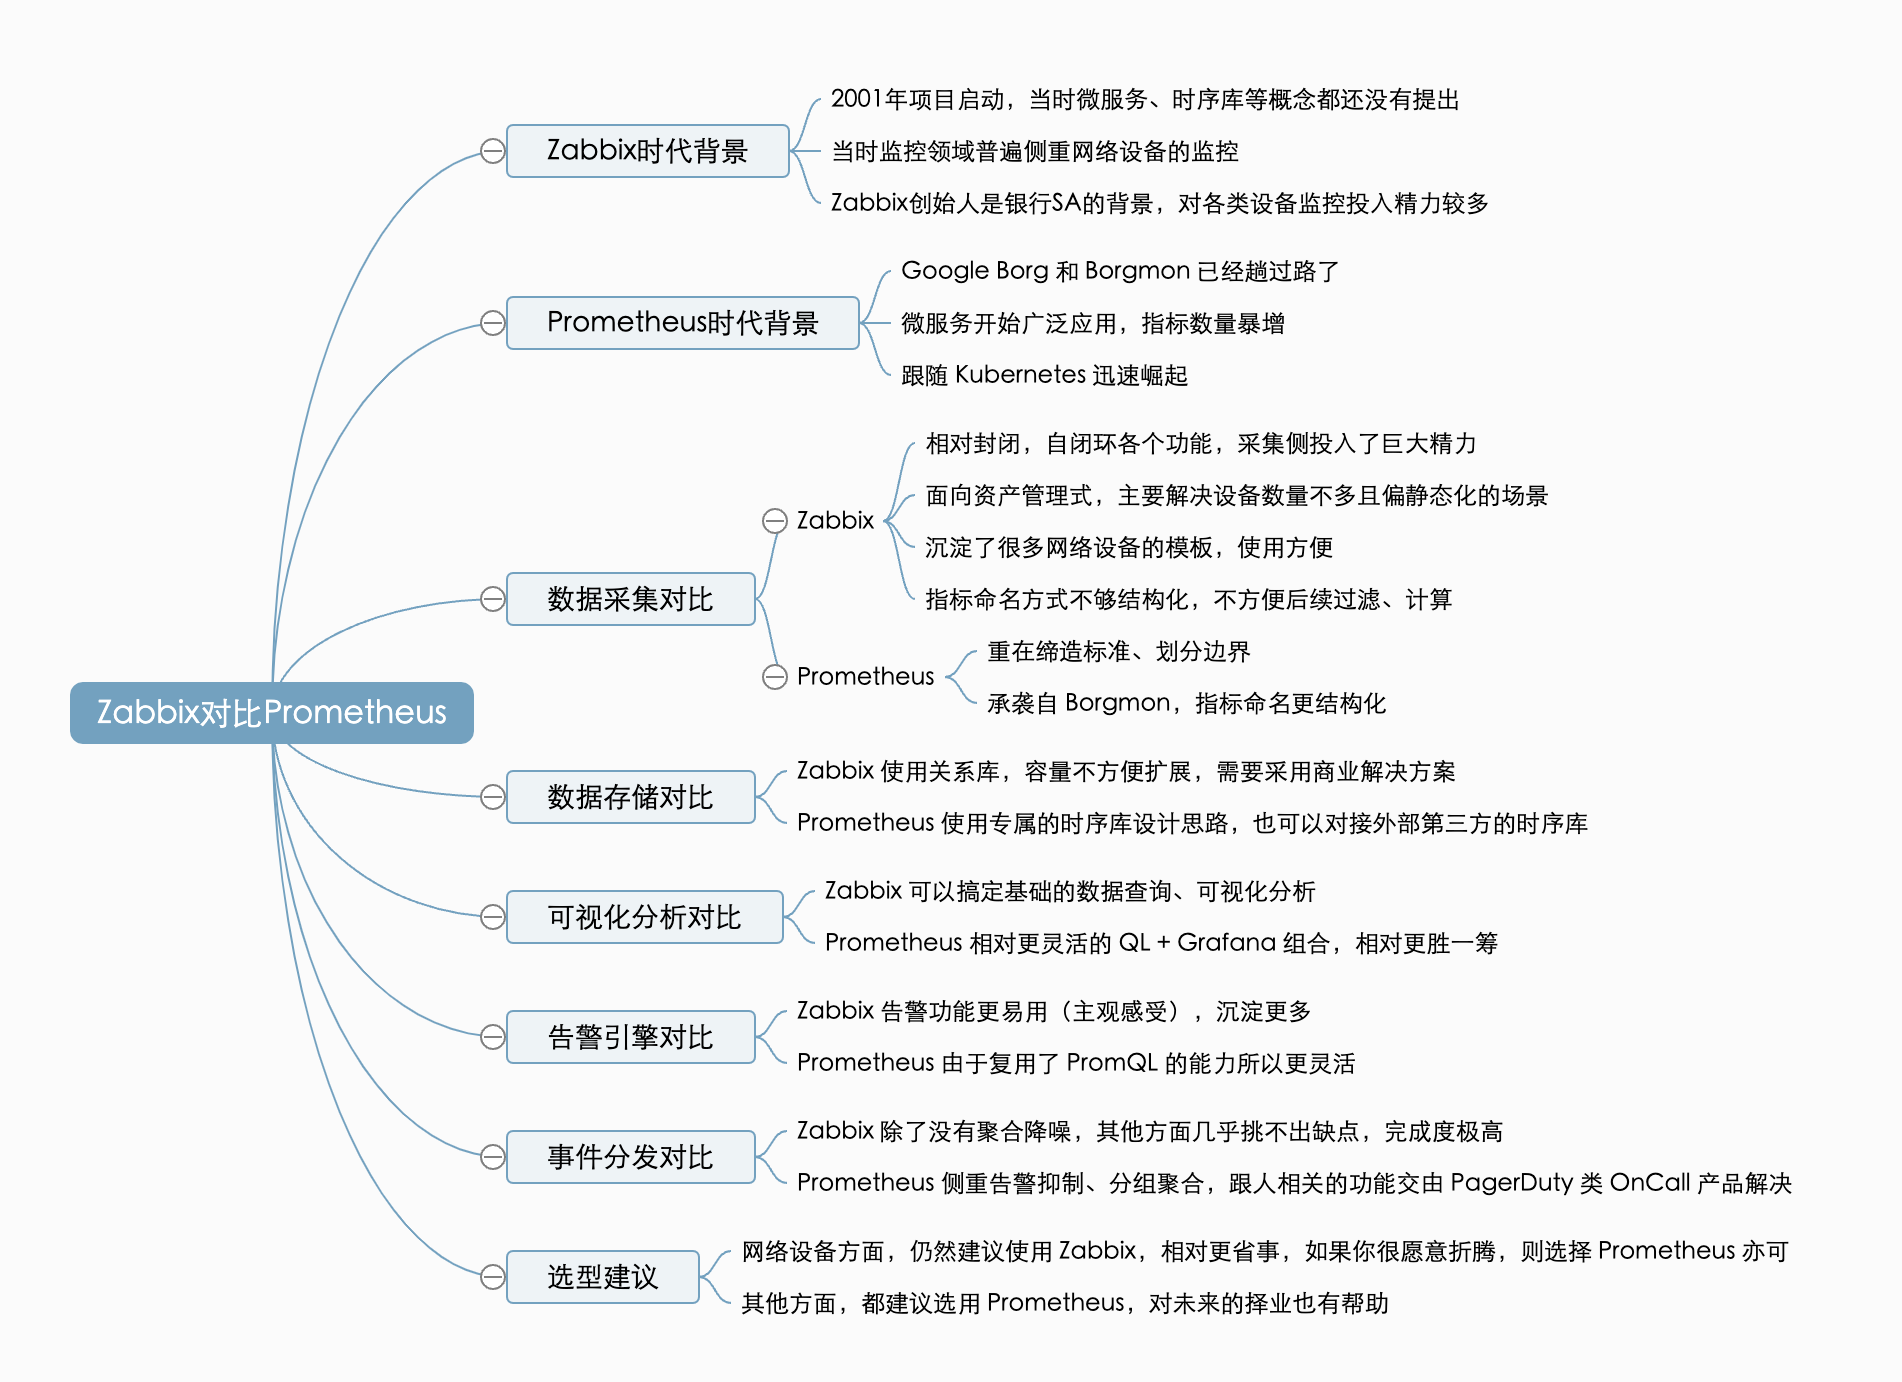 Zabbix对比Prometheus
Zabbix时代背景
2001年项目启动，当时微服务、时序库等概念都还没有提出
当时监控领域普遍侧重网络设备的监控
Zabbix创始人是银行SA的背景，对各类设备监控投入精力较多
Prometheus时代背景
Google Borg 和 Borgmon 已经趟过路了
微服务开始广泛应用，指标数量暴增
跟随 Kubernetes 迅速崛起
数据采集对比
Zabbix
相对封闭，自闭环各个功能，采集侧投入了巨大精力
面向资产管理式，主要解决设备数量不多且偏静态化的场景
沉淀了很多网络设备的模板，使用方便
指标命名方式不够结构化，不方便后续过滤、计算
Prometheus
重在缔造标准、划分边界
承袭自 Borgmon，指标命名更结构化
数据存储对比
Zabbix 使用关系库，容量不方便扩展，需要采用商业解决方案
Prometheus 使用专属的时序库设计思路，也可以对接外部第三方的时序库
可视化分析对比
Zabbix 可以搞定基础的数据查询、可视化分析
Prometheus 相对更灵活的 QL + Grafana 组合，相对更胜一筹
告警引擎对比
Zabbix 告警功能更易用（主观感受），沉淀更多
Prometheus 由于复用了 PromQL 的能力所以更灵活
事件分发对比
Zabbix 除了没有聚合降噪，其他方面几乎挑不出缺点，完成度极高
Prometheus 侧重告警抑制、分组聚合，跟人相关的功能交由 PagerDuty 类 OnCall 产品解决
选型建议
网络设备方面，仍然建议使用 Zabbix，相对更省事，如果你很愿意折腾，则选择 Prometheus 亦可
其他方面，都建议选用 Prometheus，对未来的择业也有帮助